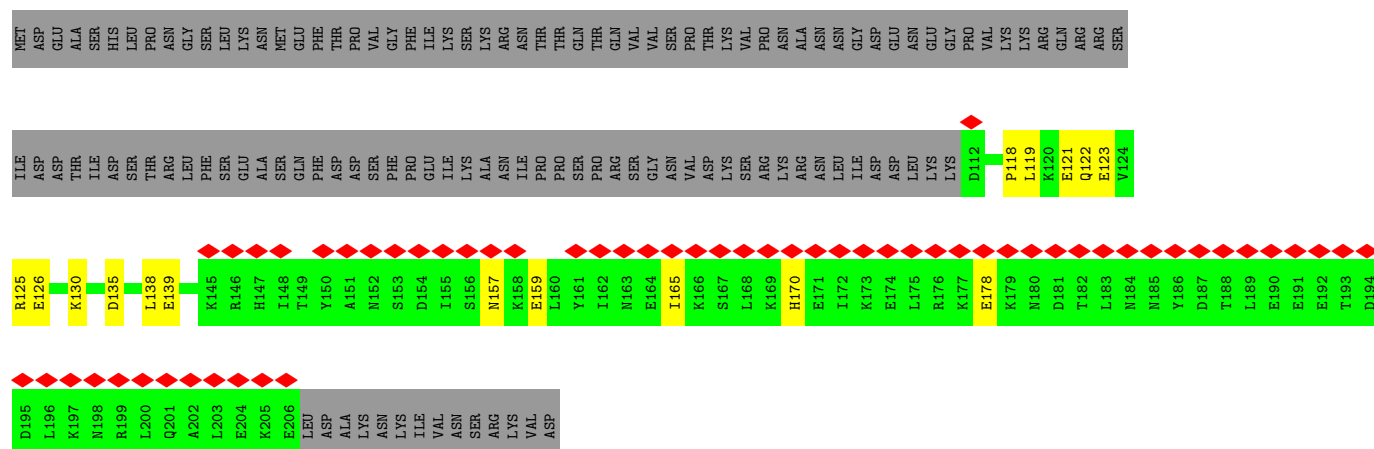 MET ASP GLU ALA SER HIS LEU PRO ASN GLY SER LEU LYS ASN MET GLU PHE THR PRO VAL GLY PHE ILE LYS SER LYS ARG ASN THR THR GLN THR GLN VAL VAL SER PRO THR LYS VAL PRO ASN ALA ASN ASN GLY ASP GLU ASN GLU GLY PRO VAL LYS LYS ARG GLN ARG ARG SER
ILE ASP ASP THR ILE ASP SER THR ARG LEU PHE SER GLU ALA SER GLN PHE ASP ASP SER PHE PRO GLU ILE LYS ALA ASN ILE PRO PRO SER PRO ARG SER GLY ASN VAL ASP LYS SER ARG LYS ARG ASN LEU ILE ASP ASP LEU LYS LYS D112 P118 L119 K120 E121 Q122 E123 V124
R125 E126 K130 D135 L138 E139 K145 R146 H147 I148 T149 Y150 A151 N152 S153 D154 I155 S156 N157 K158 E159 L160 Y161 I162 N163 E164 I165 K166 S167 L168 K169 H170 E171 I172 K173 E174 L175 R176 K177 E178 K179 N180 D181 T182 L183 N184 N185 Y186 D187 T188 L189 E190 E191 E192 T193 D194
D195 L196 K197 N198 R199 L200 Q201 A202 L203 E204 K205 E206 LEU ASP ALA LYS ASN LYS ILE VAL ASN SER ARG LYS VAL ASP